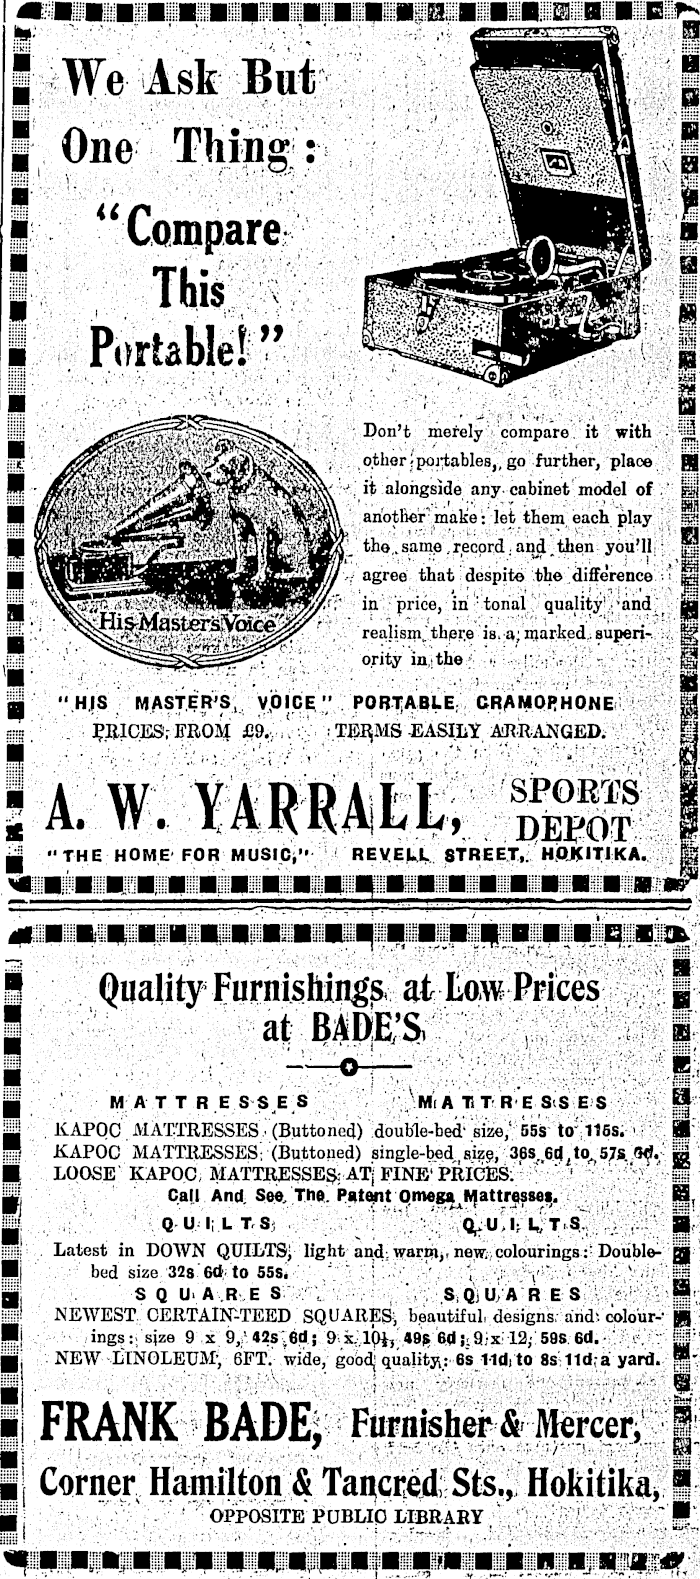 We Ask But
One Thing :
"Compare
This
Portable!"
His Master's Voice
Don't merely compare it with
other portables, go further, place
it alongside any cabinet model of
another make: let them each play
the same record and then you'll
agree that despite the difference
in price, in tonal quality and
realism there is a marked superi-
ority in the
"HIS MASTER'S VOICE" PORTABLE GRAMOPHONE
PRICES FROM £9. TERMS EASILY ARRANGED.
A. W. YARRALL, SPORTS DEPOT
"THE HOME FOR MUSIC," REVELL STREET, HOKITIKA.
Quality Furnishings at Low Prices
at BADE'S
MATTRESSES MATTRESSES
KAPOC MATTRESSES (Buttoned) double-bed size, 55s to 115s.
KAPOC MATTRESSES (Buttoned) single-bed size, 36s 6d to 57s 6d.
LOOSE KAPOC MATTRESSES AT FINE PRICES.
Call And See The Patent Omega Mattresses.
QUILTS QUILTS
Latest in DOWN QUILTS, light and warm, new colourings: Double-
bed size 32s 6d to 55s.
SQUARES SQUARES
NEWEST CERTAIN-TEED SQUARES, beautiful designs and colour-
ings: size 9 x 9, 42s 6d; 9 x 10½, 49s 6d; 9 x 12, 59s 6d.
NEW LINOLEUM, 6FT. wide, good quality: 6s 11d to 8s 11d a yard.
FRANK BADE, Furnisher & Mercer,
Corner Hamilton & Tancred Sts., Hokitika,
OPPOSITE PUBLIC LIBRARY